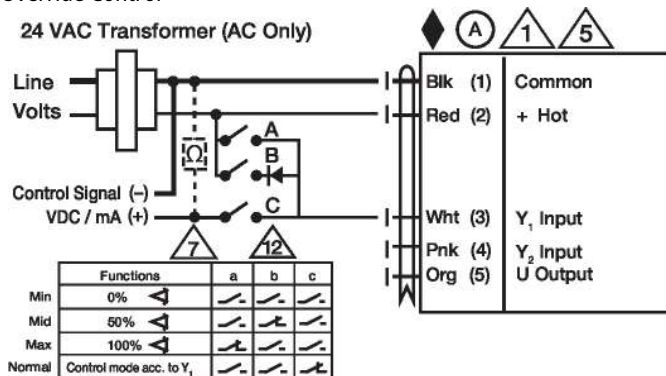 Override Control
24 VAC Transformer (AC Only)
A 1 5
Line
Volts
Blk (1) Common
Red (2) + Hot
A
B
Ω
Control Signal (–)
VDC / mA (+)
C
Wht (3) Y₁ Input
Pnk (4) Y₂ Input
Org (5) U Output
7 12
Functions a b c
Min 0%
Mid 50%
Max 100%
Normal Control mode acc. to Y₁